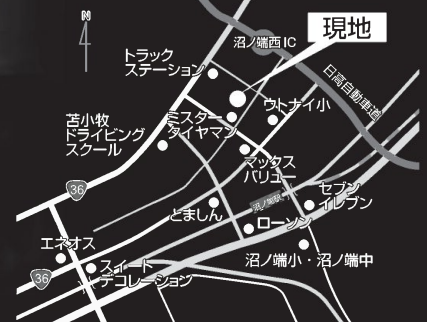 N
現地
沼ノ端西IC
トラック
ステーション
日高自動車道
ミスター
タイヤマン
ウトナイ小
苫小牧
ドライビング
スクール
マックス
バリュー
36
セブン
イレブン
沼ノ端駅
とましん
ローソン
エネオス
沼ノ端小・沼ノ端中
スイート
デコレーション
36